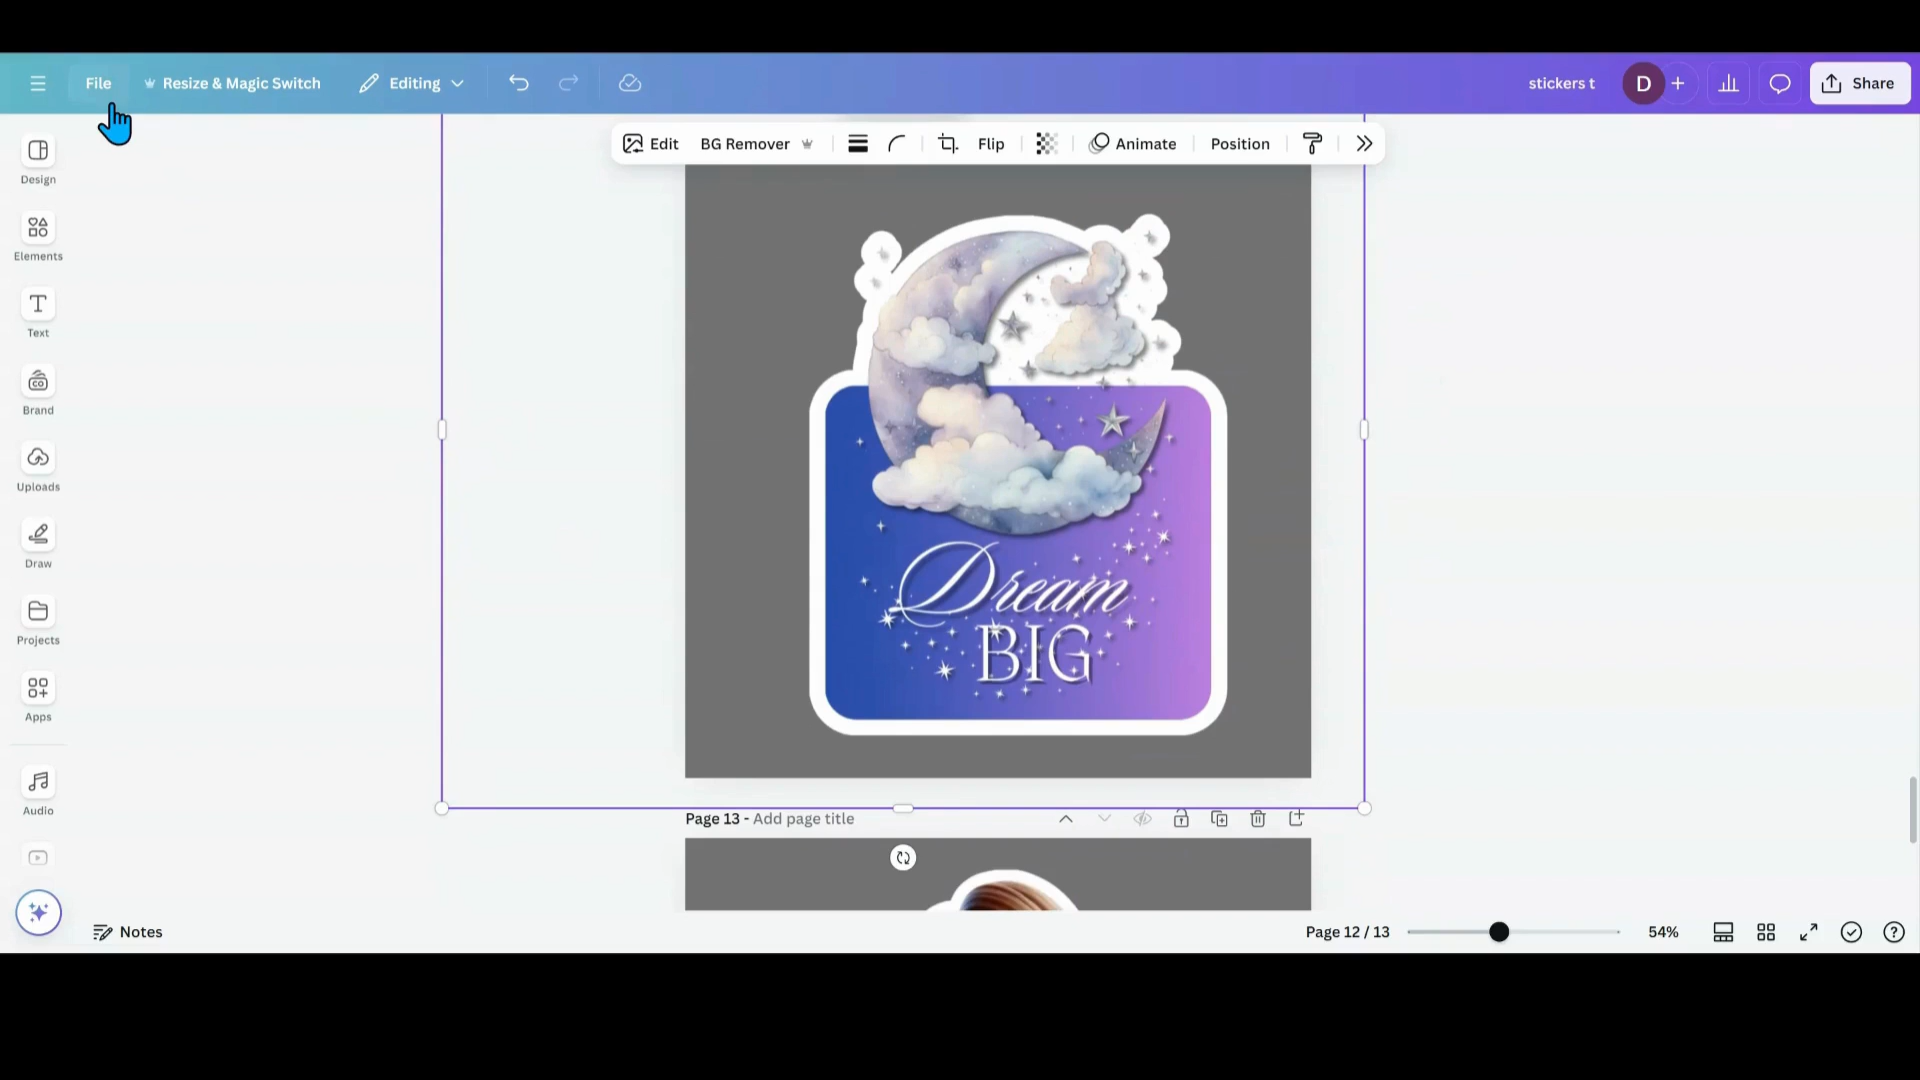 File
Resize & Magic Switch
Editing
stickers t
D
Share
Edit
BG Remover
Flip
Animate
Position
Design
Elements
Text
Brand
CO
Uploads
Draw
Projects
Apps
Audio
Dream
BIG
Page 13 - Add page title
Notes
Page 12 / 13
54%